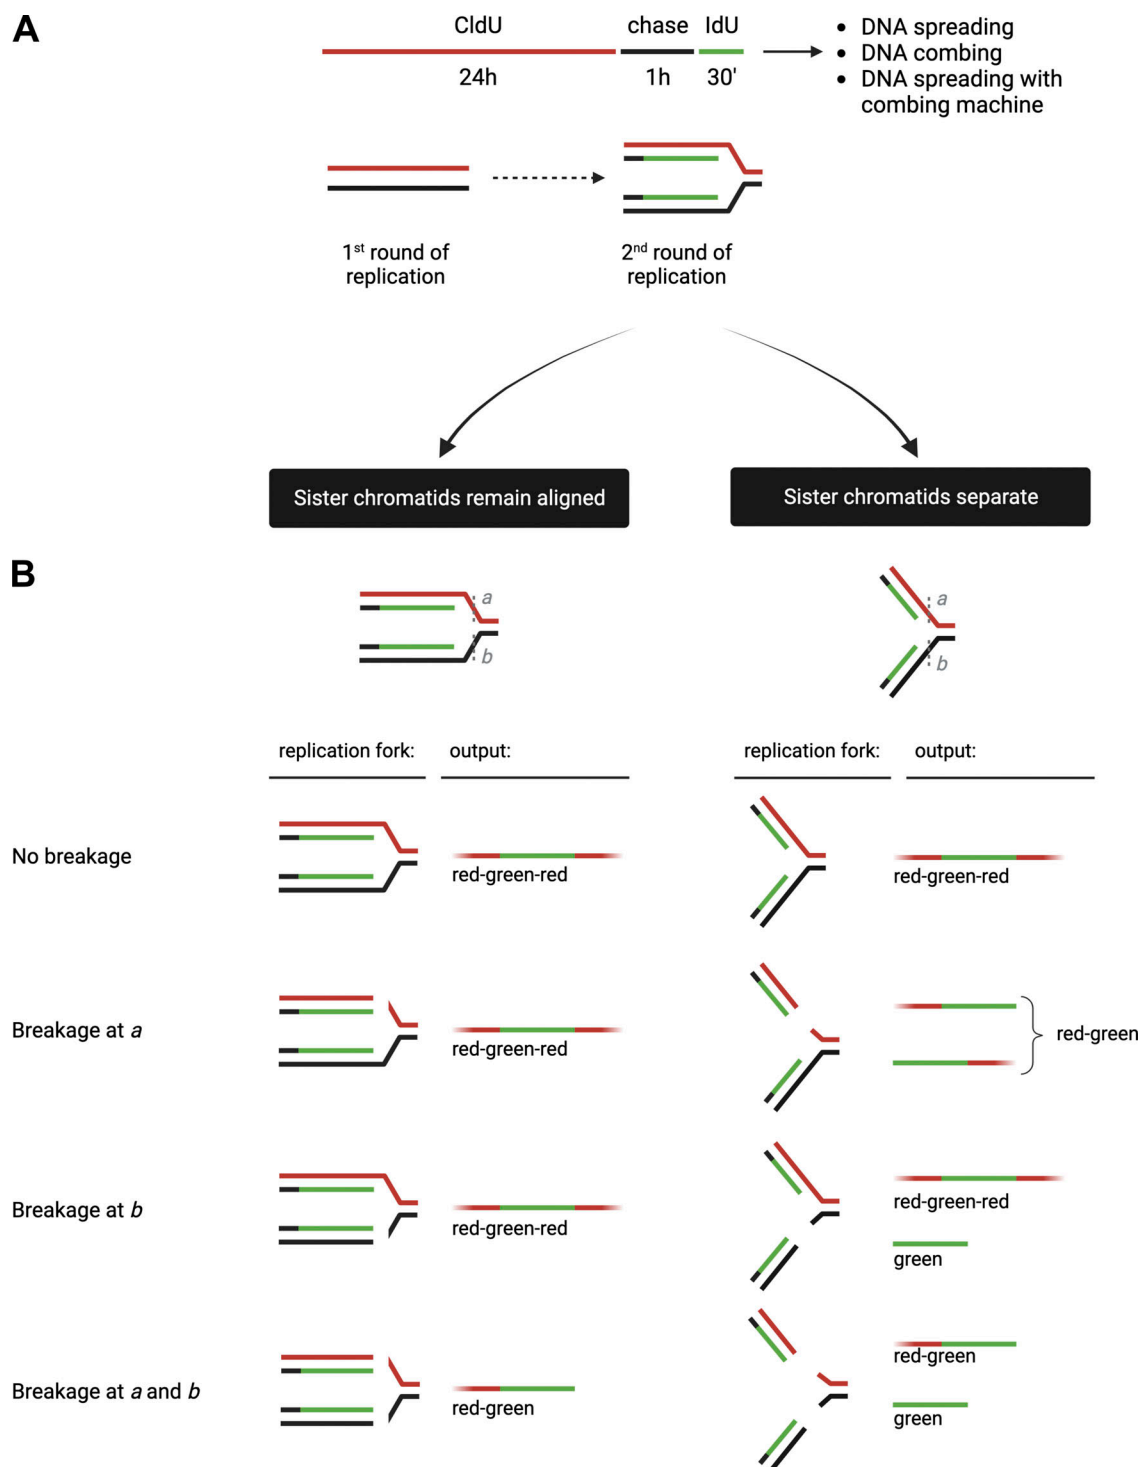 A
CldU
chase
IdU
24h
1h
30'
• DNA spreading
• DNA combing
• DNA spreading with
combing machine
1st round of
replication
2nd round of
replication
Sister chromatids remain aligned
Sister chromatids separate
B
a
b
a
b
replication fork:
output:
replication fork:
output:
No breakage
red-green-red
red-green-red
Breakage at a
red-green-red
red-green
Breakage at b
red-green-red
red-green-red
green
Breakage at a and b
red-green
red-green
green